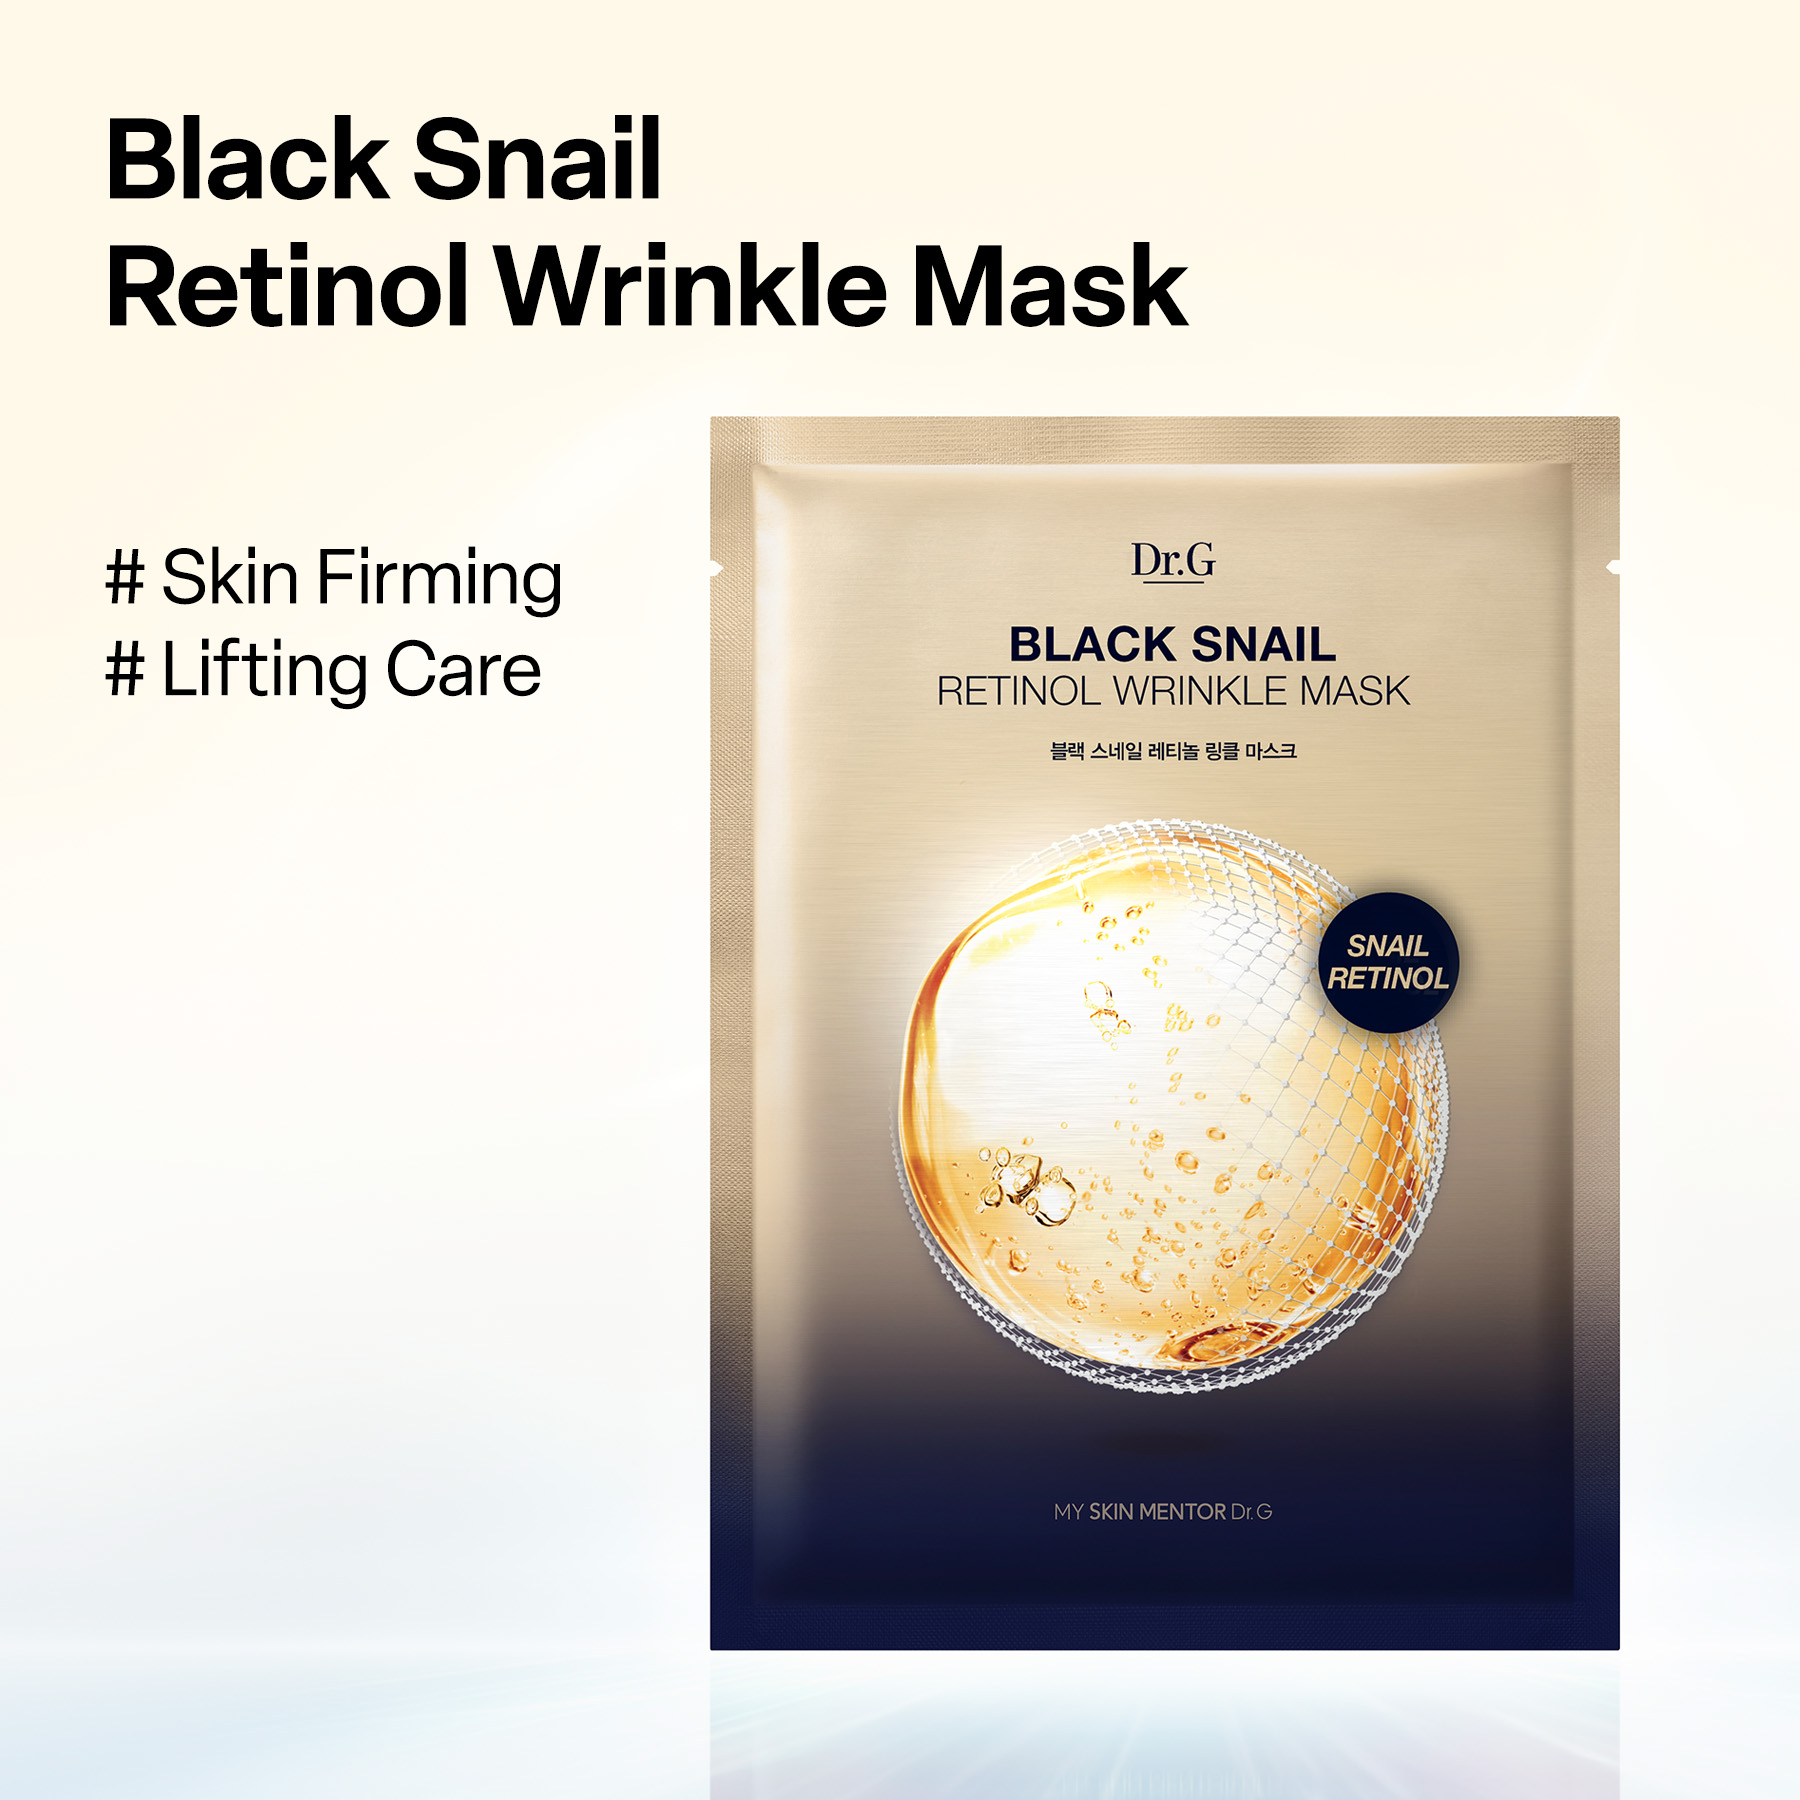 Black Snail
Retinol Wrinkle Mask
# Skin Firming
# Lifting Care
Dr.G
BLACK SNAIL
RETINOL WRINKLE MASK
블랙 스네일 레티놀 링클 마스크
SNAIL
RETINOL
MY SKIN MENTOR Dr.G